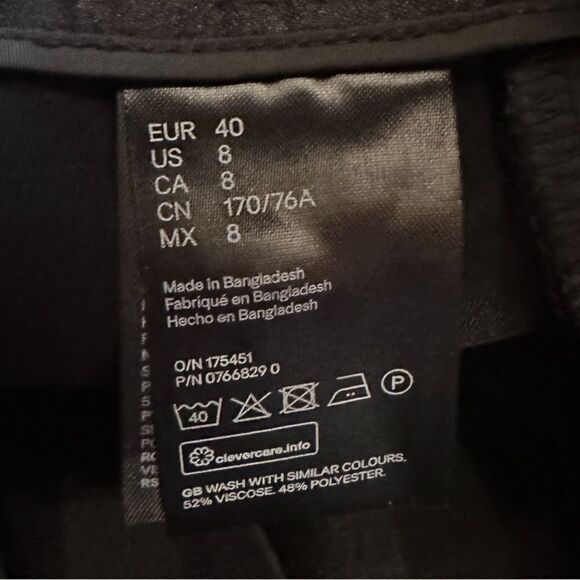 EUR 40
US 8
CA 8
CN 170/76A
MX 8
Made in Bangladesh
Fabriqué en Bangladesh
Hecho en Bangladesh
O/N 175451
P/N 0766829 0
40 P
clevercare.info
GB WASH WITH SIMILAR COLOURS.
52% VISCOSE. 48% POLYESTER.